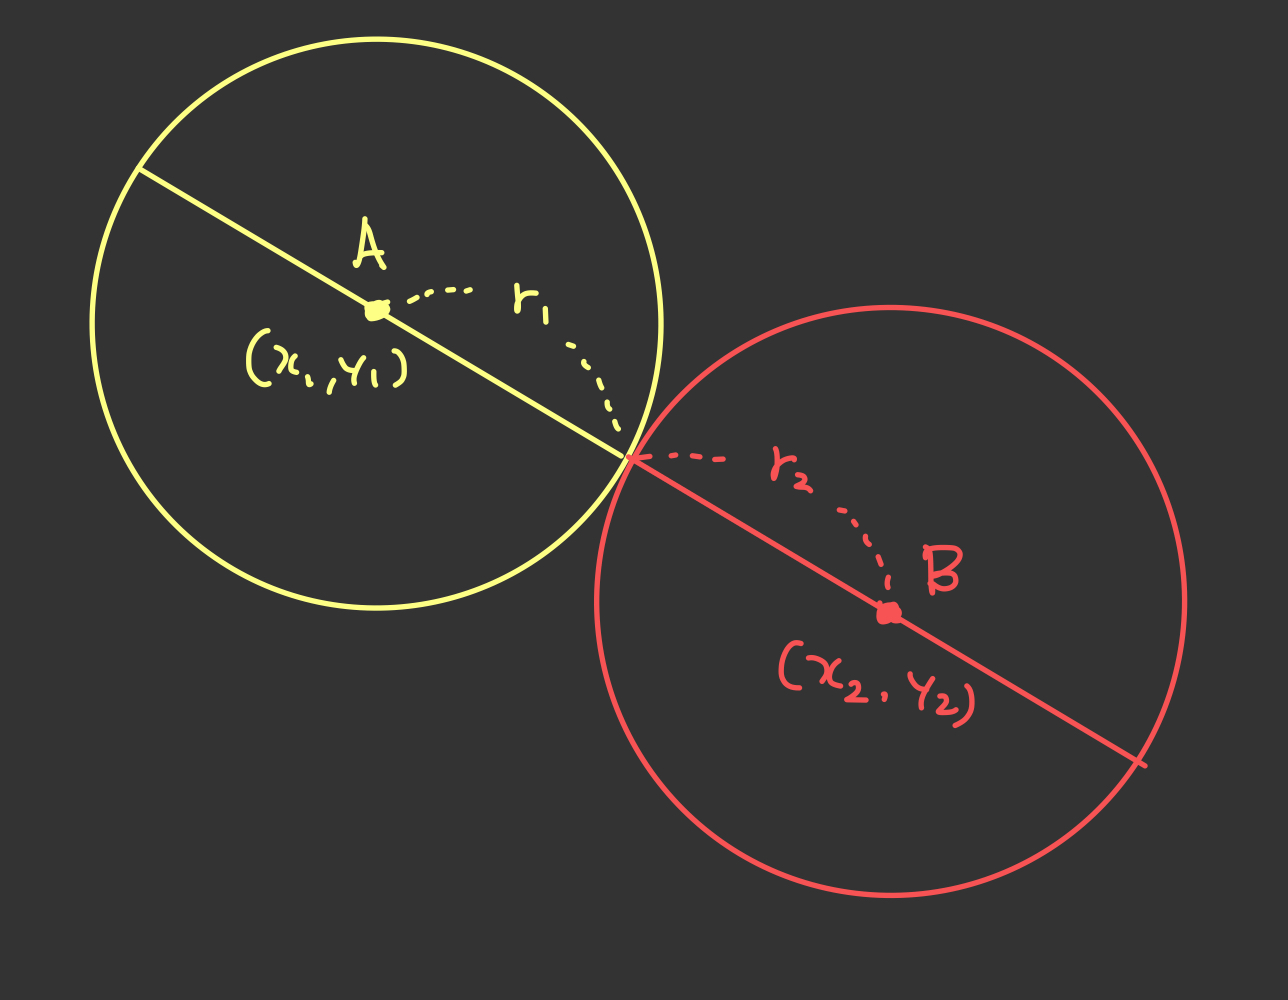 A
r₁
(x₁, y₁)
r₂
B
(x₂, y₂)